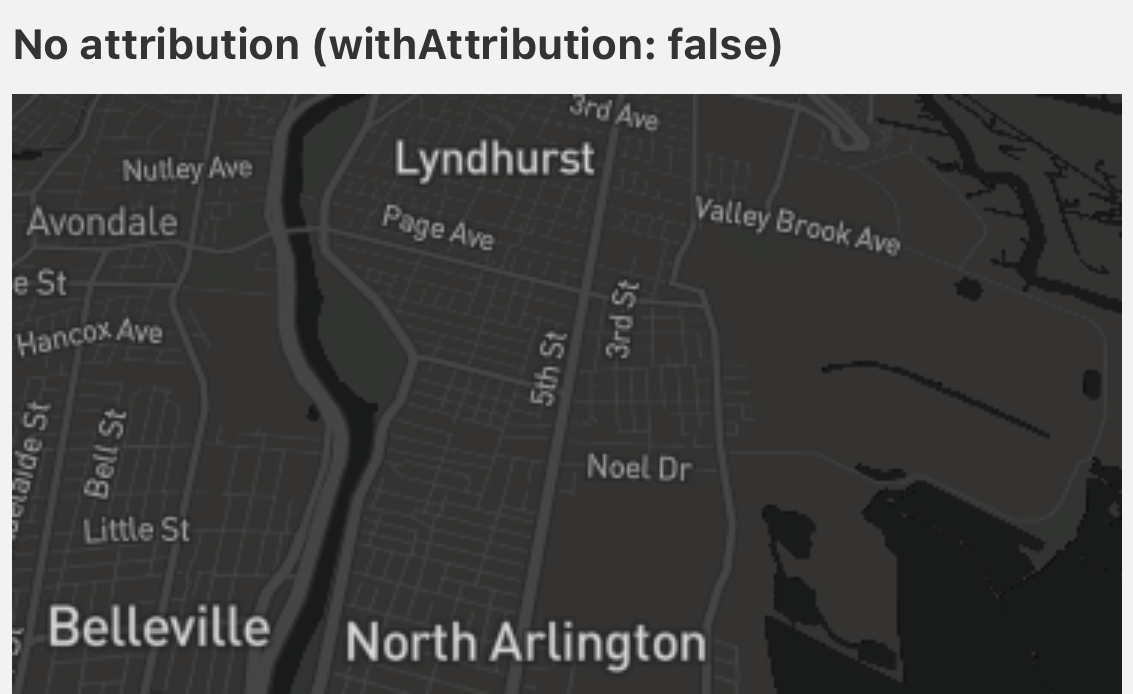 No attribution (withAttribution: false)
3rd Ave
Nutley Ave
Lyndhurst
Avondale
Page Ave
Valley Brook Ave
e St
Hancox Ave
3rd St
5th St
Bell St
Noel Dr
Little St
Belleville
North Arlington